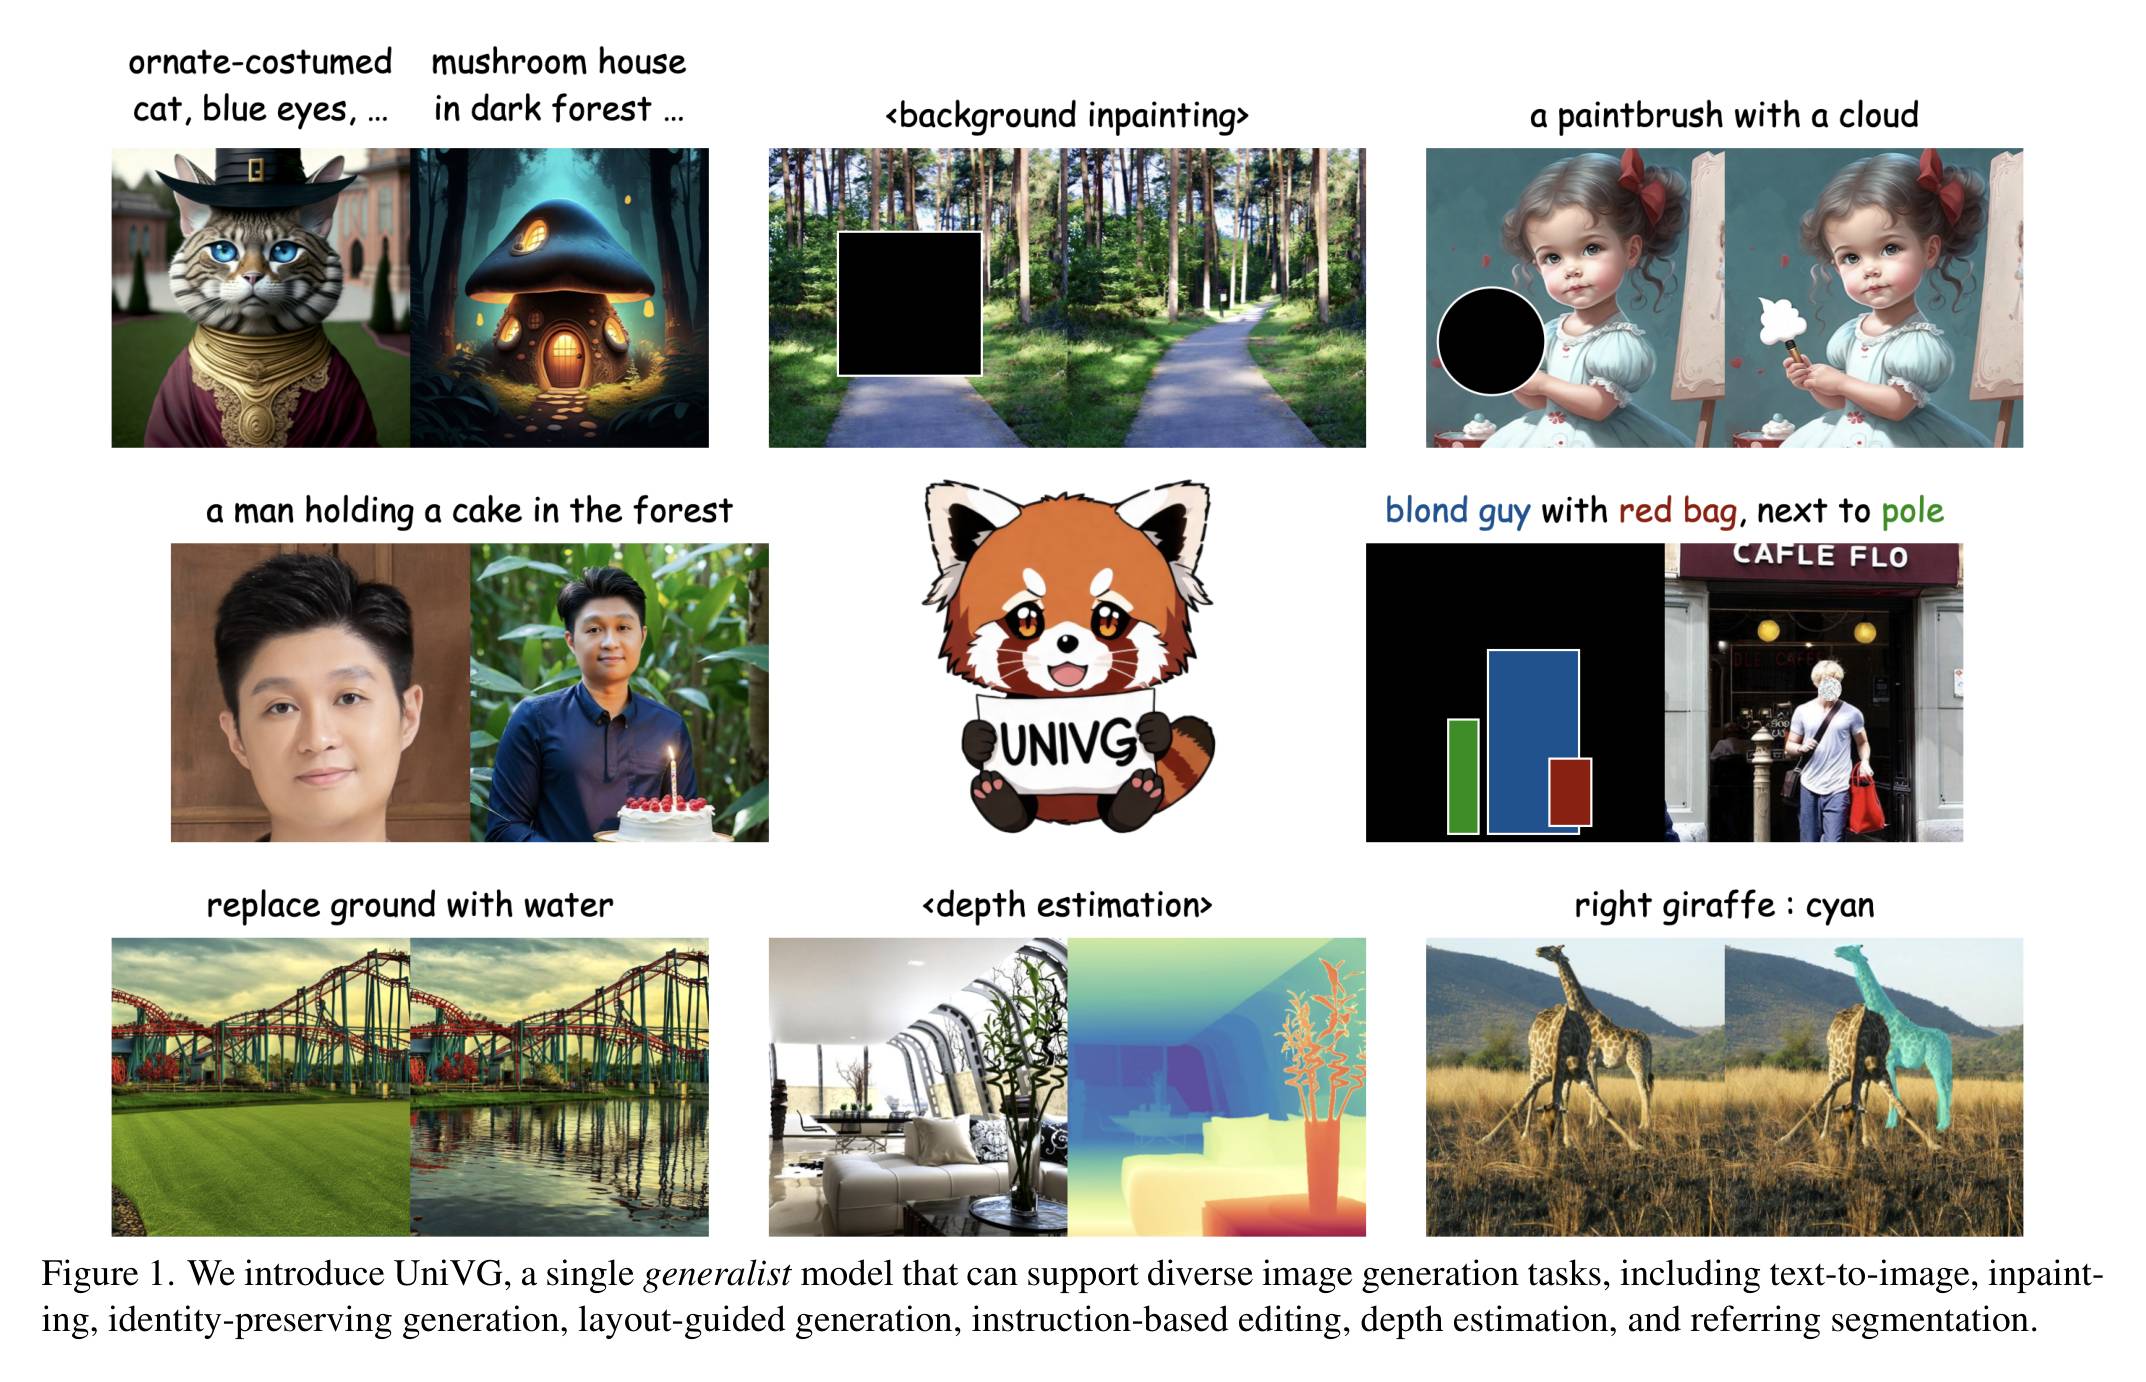 ornate-costumed
cat, blue eyes, ...
mushroom house
in dark forest ...
<background inpainting>
a paintbrush with a cloud
a man holding a cake in the forest
UNIVG
blond guy with red bag, next to pole
CAFLE FLO
replace ground with water
<depth estimation>
right giraffe : cyan
Figure 1. We introduce UniVG, a single generalist model that can support diverse image generation tasks, including text-to-image, inpaint-
ing, identity-preserving generation, layout-guided generation, instruction-based editing, depth estimation, and referring segmentation.